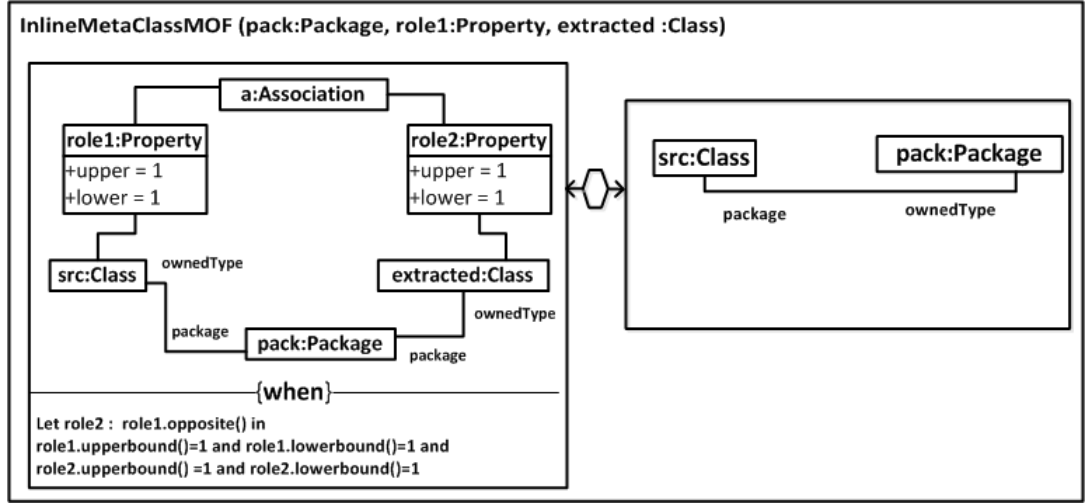 InlineMetaClassMOF (pack:Package, role1:Property, extracted :Class)
a:Association
role1:Property
+upper = 1
+lower = 1
role2:Property
+upper = 1
+lower = 1
src:Class
ownedType
extracted:Class
ownedType
package
pack:Package
package
{when}
Let role2 :  role1.opposite() in
role1.upperbound()=1 and role1.lowerbound()=1 and
role2.upperbound() =1 and role2.lowerbound()=1
src:Class
pack:Package
package
ownedType